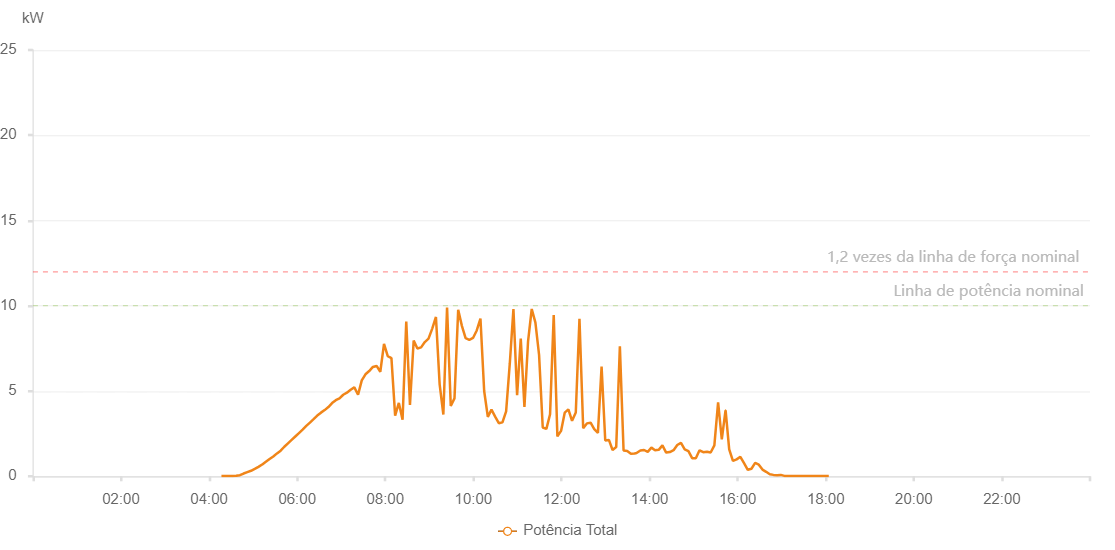 kW
25
20
15
1,2 vezes da linha de força nominal
Linha de potência nominal
10
5
0
02:00 04:00 06:00 08:00 10:00 12:00 14:00 16:00 18:00 20:00 22:00
Potência Total